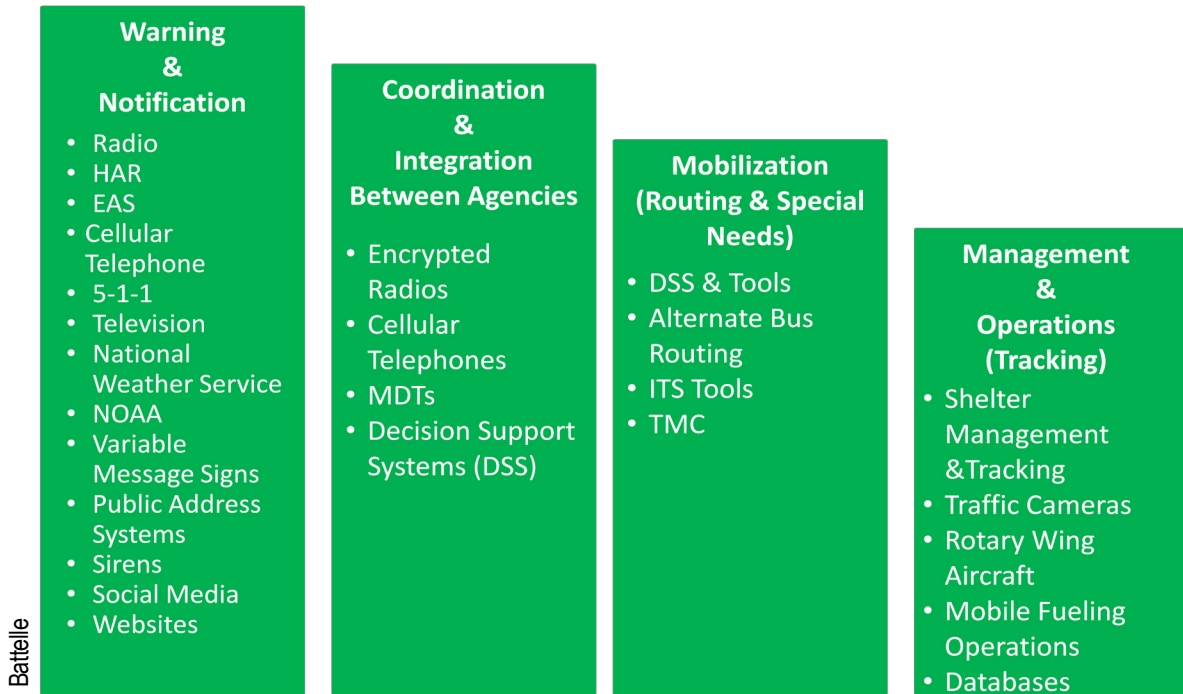 Warning
&
Notification
• Radio
• HAR
• EAS
• Cellular
Telephone
• 5-1-1
• Television
• National
Weather Service
• NOAA
• Variable
Message Signs
• Public Address
Systems
• Sirens
• Social Media
• Websites
Coordination
&
Integration
Between Agencies
• Encrypted
Radios
• Cellular
Telephones
• MDTs
• Decision Support
Systems (DSS)
Mobilization
(Routing & Special
Needs)
• DSS & Tools
• Alternate Bus
Routing
• ITS Tools
• TMC
Management
&
Operations
(Tracking)
• Shelter
Management
&Tracking
• Traffic Cameras
• Rotary Wing
Aircraft
• Mobile Fueling
Operations
• Databases
Battelle